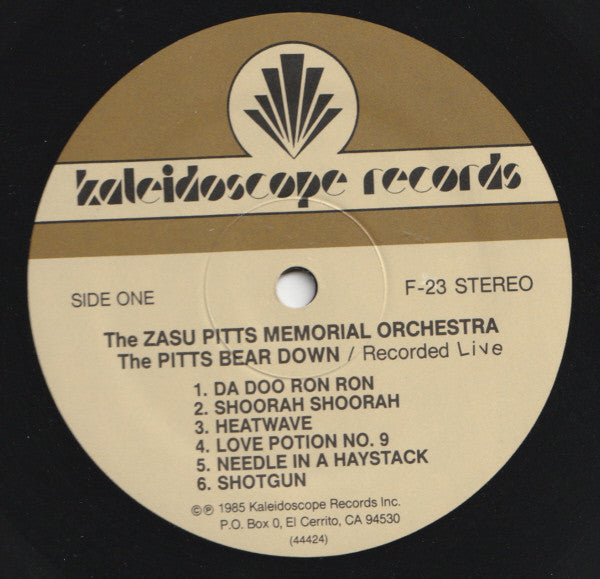 kaleidoscope records
SIDE ONE
F-23 STEREO
The ZASU PITTS MEMORIAL ORCHESTRA
The PITTS BEAR DOWN / Recorded Live
1. DA DOO RON RON
2. SHOORAH SHOORAH
3. HEATWAVE
4. LOVE POTION NO. 9
5. NEEDLE IN A HAYSTACK
6. SHOTGUN
©℗ 1985 Kaleidoscope Records Inc.
P.O. Box O, El Cerrito, CA 94530
(44424)